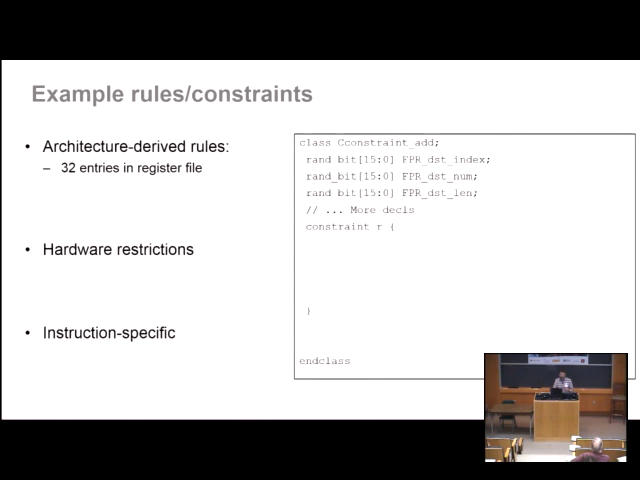 Example rules/constraints
• Architecture-derived rules:
– 32 entries in register file
• Hardware restrictions
• Instruction-specific
class Cconstraint_add;
rand bit[15:0] FPR_dst_index;
rand_bit[15:0] FPR_dst_num;
rand bit[15:0] FPR_dst_len;
// ... More decls
constraint r {
}
endclass